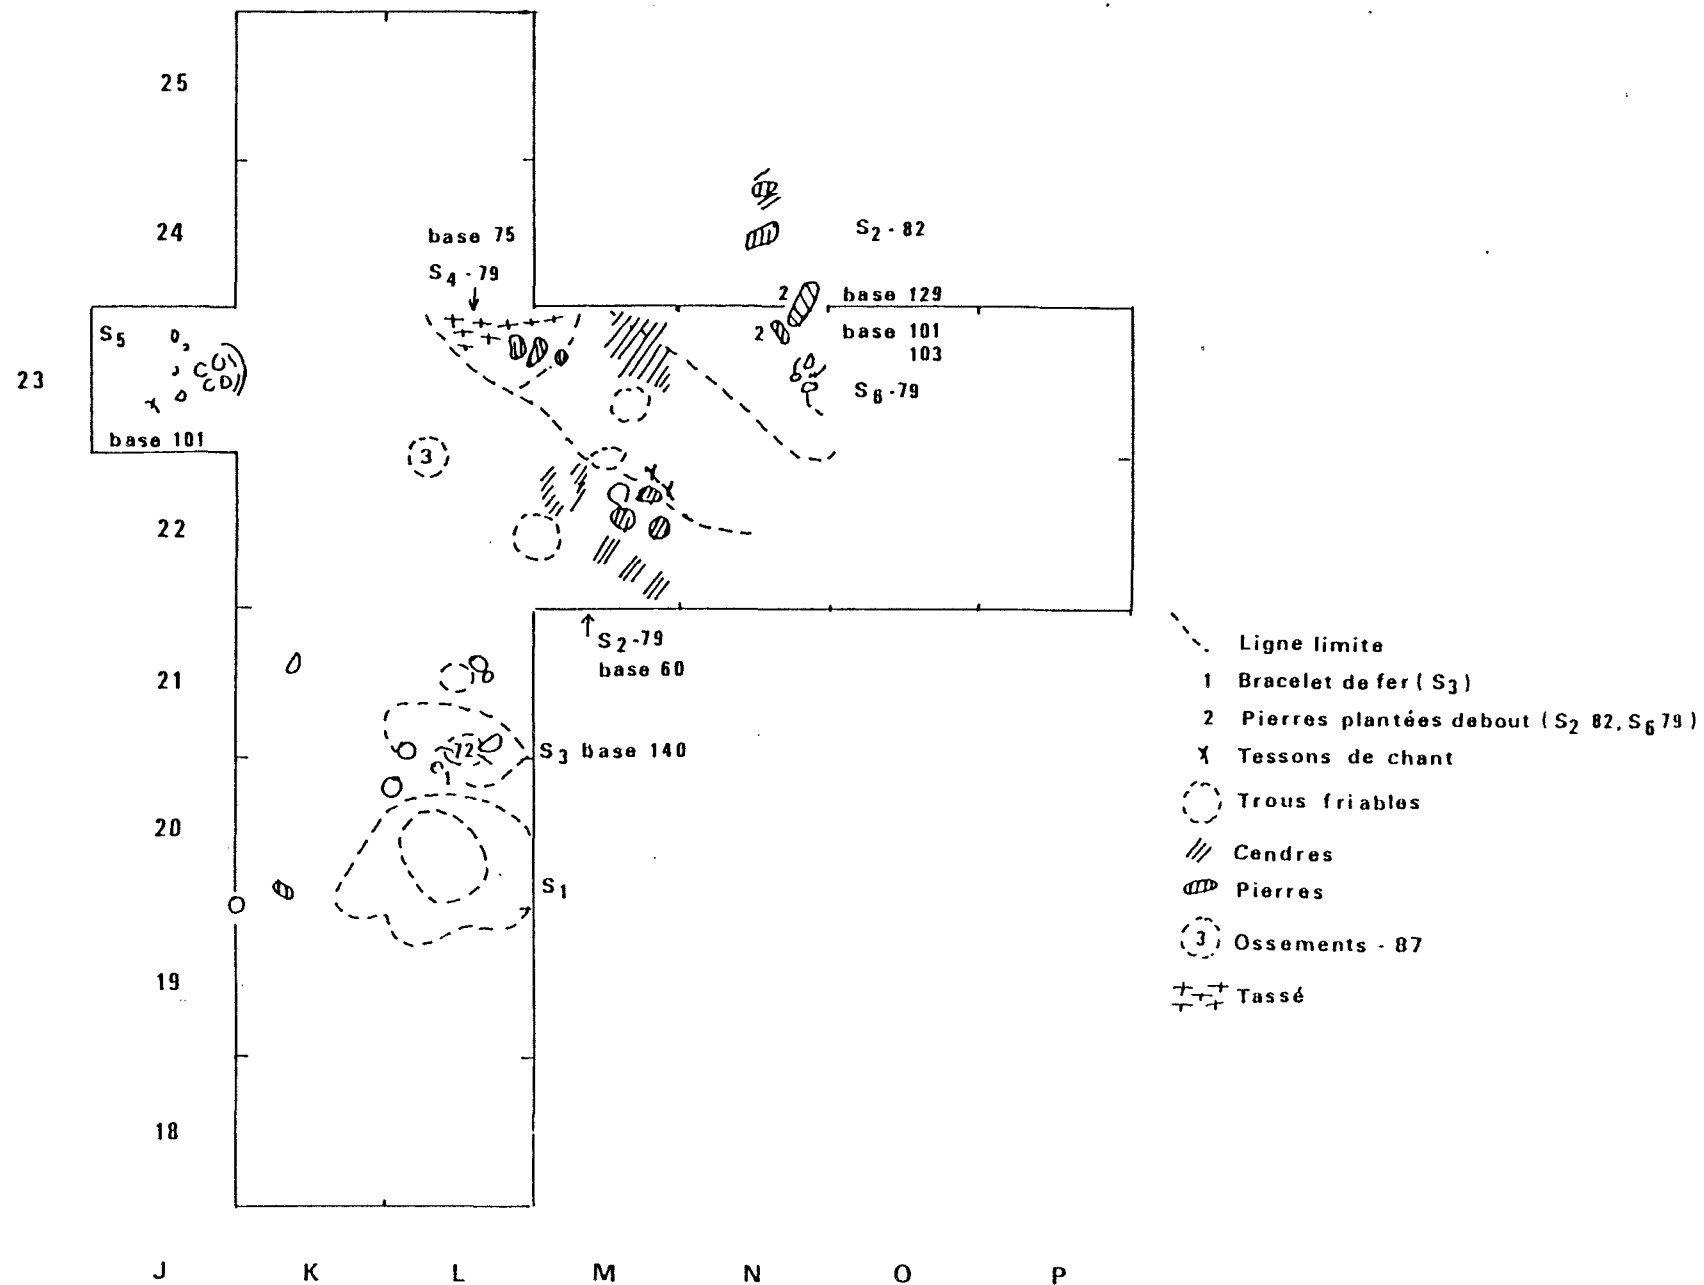 25
24
base 75
S4 - 79
S2 - 82
2 base 129
S5
2 base 101
103
23
S6 - 79
base 101
3
22
S2 - 79
base 60
21
72
S3 base 140
1
20
S1
19
18
J K L M N O P
Ligne limite
1 Bracelet de fer ( S3 )
2 Pierres plantées debout ( S2 82, S6 79 )
Tessons de chant
Trous friables
Cendres
Pierres
3 Ossements - 87
Tassé